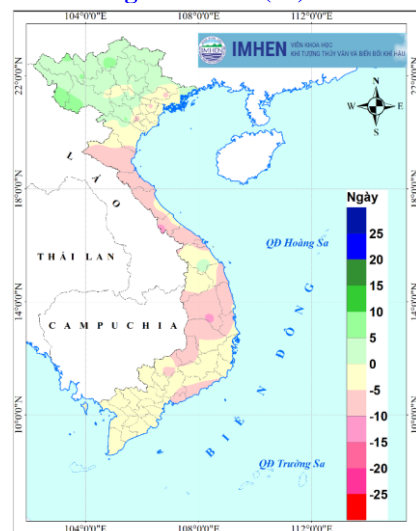 104°0'0"E 108°0'0"E 112°0'0"E
IMHEN VIỆN KHOA HỌC
KHÍ TƯỢNG THỦY VĂN VÀ BIẾN ĐỔI KHÍ HẬU
22°0'0"N
N
W E
S
LÀO
18°0'0"N
Ngày
25
20
15
10
5
0
-5
-10
-15
-20
-25
QĐ Hoàng Sa
THÁI LAN
14°0'0"N
CAMPUCHIA
BIỂN ĐÔNG
10°0'0"N
QĐ Trường Sa
104°0'0"E 108°0'0"E 112°0'0"E